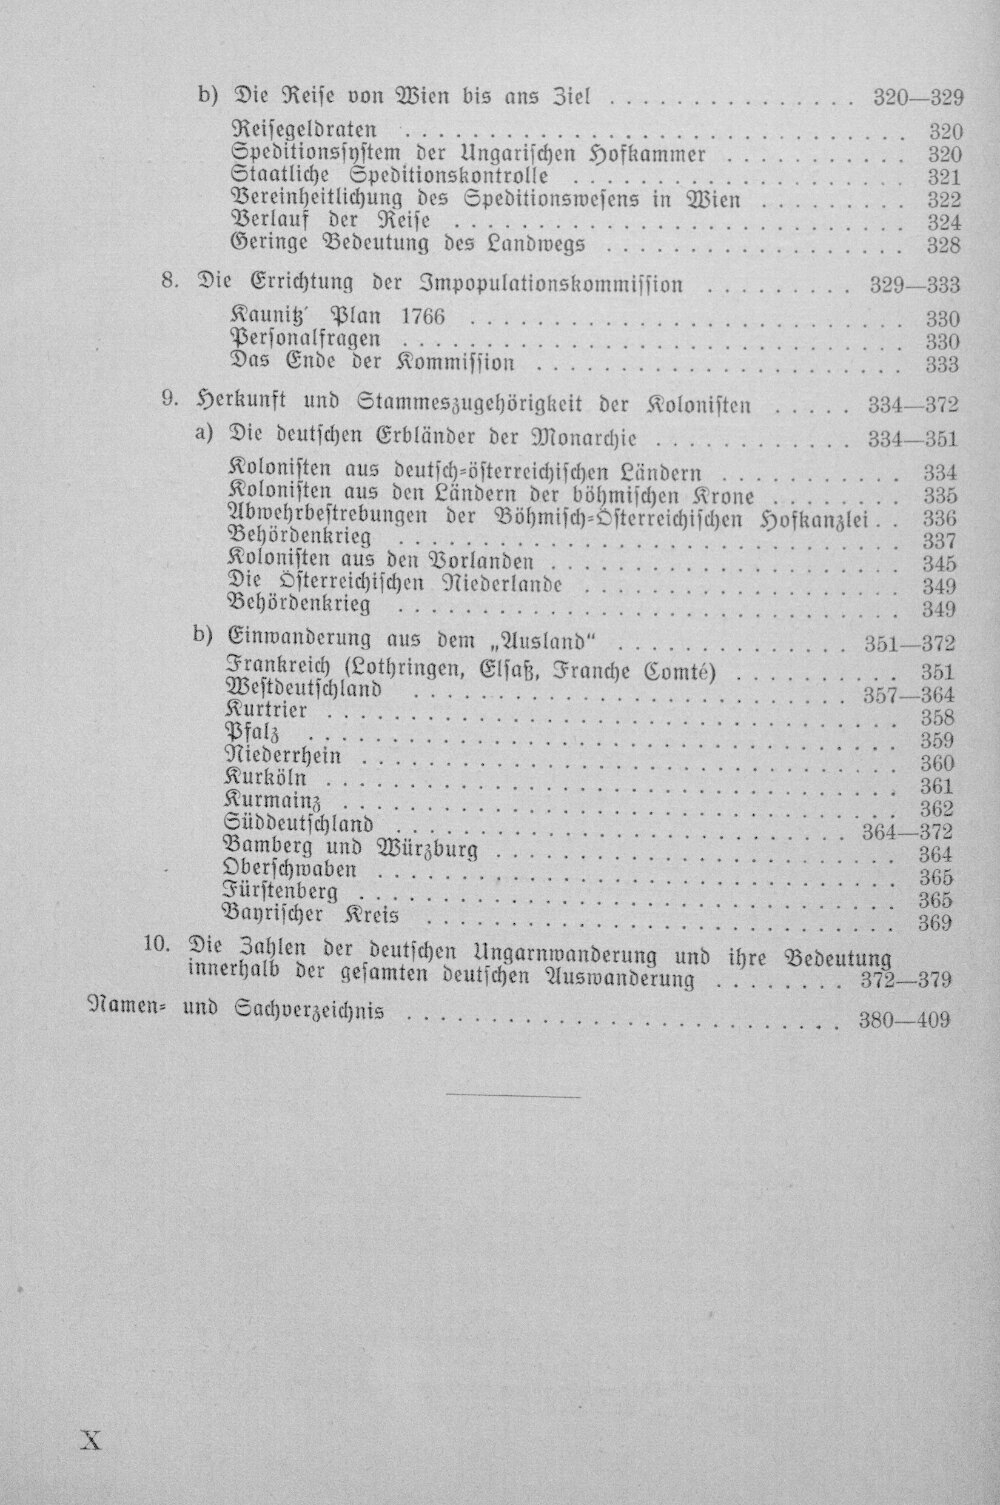 b) Die Reise von Wien bis ans Ziel . . . . . . . . . . . . . . . 320—329
Reisegeldraten . . . . . . . . . . . . . . . . . . . . . . . . . . . . . . 320
Speditionssystem der Ungarischen Hofkammer . . . . . . . . . . . 320
Staatliche Speditionskontrolle . . . . . . . . . . . . . . . . . . . . 321
Vereinheitlichung des Speditionswesens in Wien . . . . . . . . . 322
Verlauf der Reise . . . . . . . . . . . . . . . . . . . . . . . . . . . 324
Geringe Bedeutung des Landwegs . . . . . . . . . . . . . . . . . . 328
8. Die Errichtung der Impopulationskommission . . . . . . . . . 329—333
Kaunitz´ Plan 1766 . . . . . . . . . . . . . . . . . . . . . . . . . . 330
Personalfragen . . . . . . . . . . . . . . . . . . . . . . . . . . . . . . 330
Das Ende der Kommission . . . . . . . . . . . . . . . . . . . . . . 333
9. Herkunft und Stammeszugehörigkeit der Kolonisten . . . . . 334—372
a) Die deutschen Erbländer der Monarchie . . . . . . . . . . . . 334—351
Kolonisten aus deutsch-österreichischen Ländern . . . . . . . . . . . 334
Kolonisten aus den Ländern der böhmischen Krone . . . . . . . . 335
Abwehrbestrebungen der Böhmisch-Österreichischen Hofkanzlei . . 336
Behördenkrieg . . . . . . . . . . . . . . . . . . . . . . . . . . . . . . 337
Kolonisten aus den Vorlanden . . . . . . . . . . . . . . . . . . . . . 345
Die Österreichischen Niederlande . . . . . . . . . . . . . . . . . . . 349
Behördenkrieg . . . . . . . . . . . . . . . . . . . . . . . . . . . . . . 349
b) Einwanderung aus dem „Ausland“ . . . . . . . . . . . . . . 351—372
Frankreich (Lothringen, Elsaß, Franche Comté) . . . . . . . . . . 351
Westdeutschland . . . . . . . . . . . . . . . . . . . . . . . . . . 357—364
Kurtrier . . . . . . . . . . . . . . . . . . . . . . . . . . . . . . . . . . 358
Pfalz . . . . . . . . . . . . . . . . . . . . . . . . . . . . . . . . . . . 359
Niederrhein . . . . . . . . . . . . . . . . . . . . . . . . . . . . . . . . 360
Kurköln . . . . . . . . . . . . . . . . . . . . . . . . . . . . . . . . . . 361
Kurmainz . . . . . . . . . . . . . . . . . . . . . . . . . . . . . . . . . 362
Süddeutschland . . . . . . . . . . . . . . . . . . . . . . . . . . . 364—372
Bamberg und Würzburg . . . . . . . . . . . . . . . . . . . . . . . . 364
Oberschwaben . . . . . . . . . . . . . . . . . . . . . . . . . . . . . . . 365
Fürstenberg . . . . . . . . . . . . . . . . . . . . . . . . . . . . . . . . 365
Bayrischer Kreis . . . . . . . . . . . . . . . . . . . . . . . . . . . . 369
10. Die Zahlen der deutschen Ungarnwanderung und ihre Bedeutung
innerhalb der gesamten deutschen Auswanderung . . . . . . . . 372—379
Namen- und Sachverzeichnis . . . . . . . . . . . . . . . . . . . . . . . . . . 380—409
X